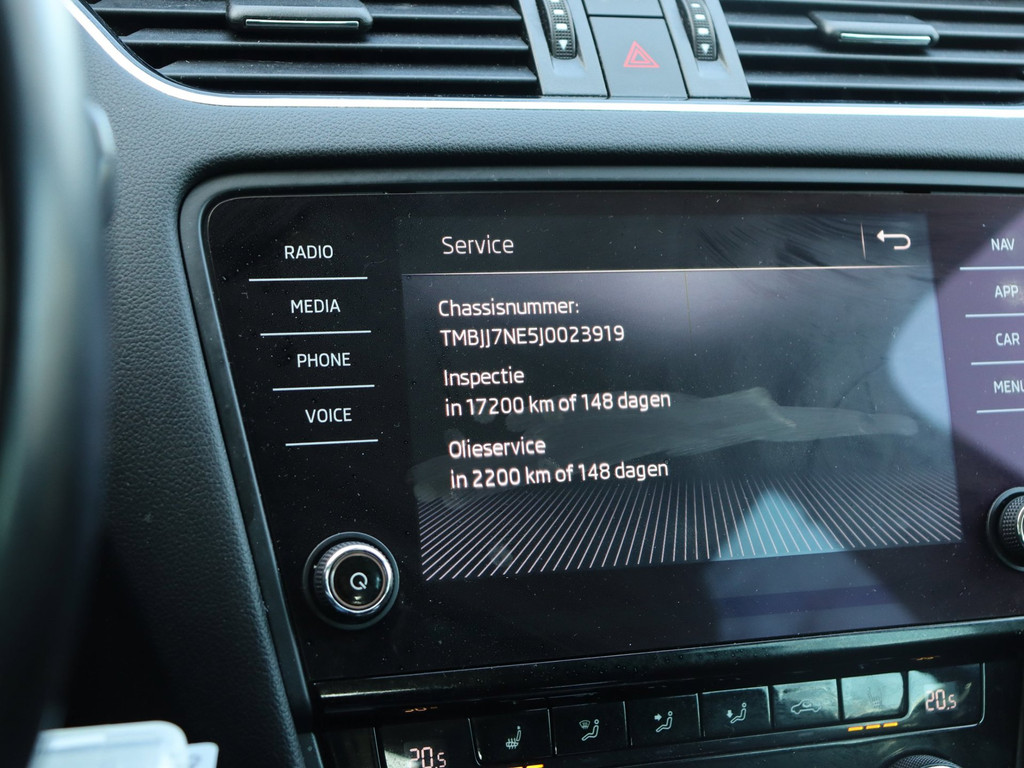 RADIO
MEDIA
PHONE
VOICE
Service
Chassisnummer:
TMBJJ7NE5J0023919
Inspectie
in 17200 km of 148 dagen
Olieservice
in 2200 km of 148 dagen
NAV
APP
CAR
MENU
20.5
20.5